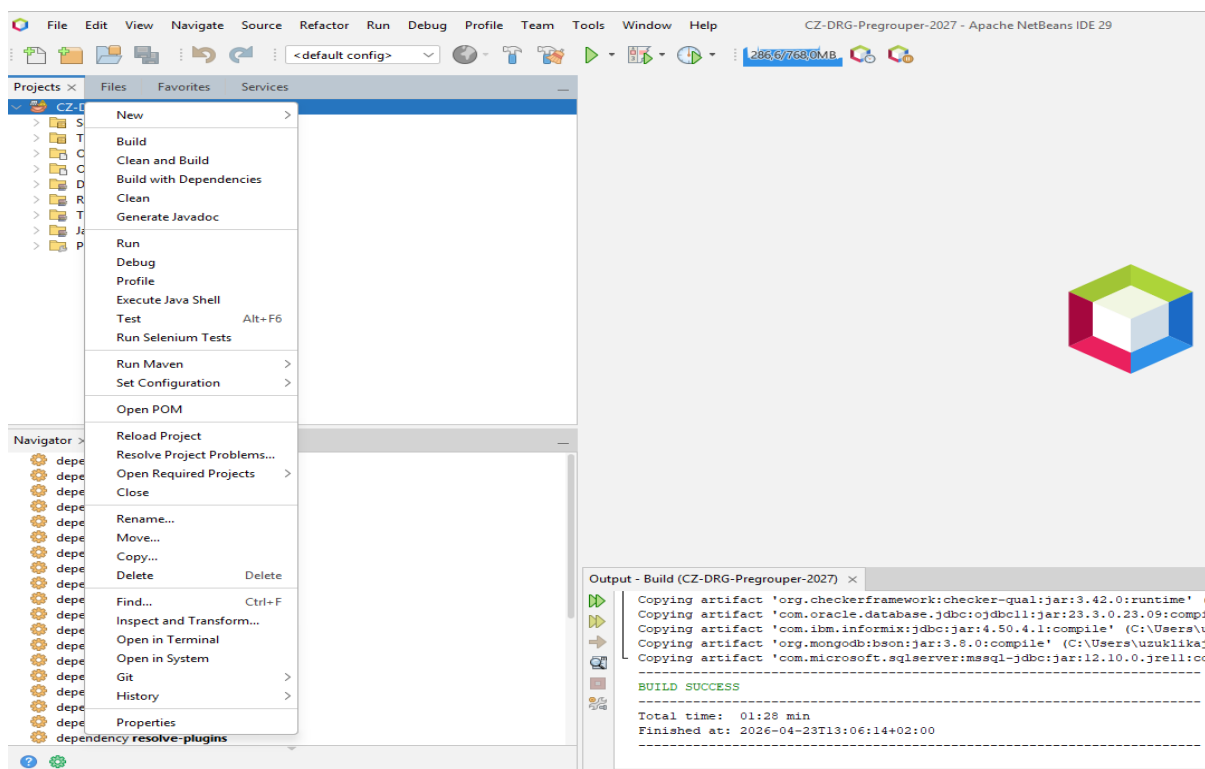 File Edit View Navigate Source Refactor Run Debug Profile Team Tools Window Help CZ-DRG-Pregrouper-2027 - Apache NetBeans IDE 29
<default config> 286,6/768,0MB
Projects Files Favorites Services
New
Build
Clean and Build
Build with Dependencies
Clean
Generate Javadoc
Run
Debug
Profile
Execute Java Shell
Test Alt+F6
Run Selenium Tests
Run Maven
Set Configuration
Open POM
Reload Project
Resolve Project Problems...
Open Required Projects
Close
Rename...
Move...
Copy...
Delete Delete
Find... Ctrl+F
Inspect and Transform...
Open in Terminal
Open in System
Git
History
Properties
Navigator
dependency resolve-plugins
Output - Build (CZ-DRG-Pregrouper-2027)
Copying artifact 'org.checkerframework:checker-qual:jar:3.42.0:runtime' (
Copying artifact 'com.oracle.database.jdbc:ojdbc11:jar:23.3.0.23.09:compi
Copying artifact 'com.ibm.informix:jdbc:jar:4.50.4.1:compile' (C:\Users\u
Copying artifact 'org.mongodb:bson:jar:3.8.0:compile' (C:\Users\uzuklikaj
Copying artifact 'com.microsoft.sqlserver:mssql-jdbc:jar:12.10.0.jre11:co
------------------------------------------------------------------------
BUILD SUCCESS
------------------------------------------------------------------------
Total time: 01:28 min
Finished at: 2026-04-23T13:06:14+02:00
------------------------------------------------------------------------